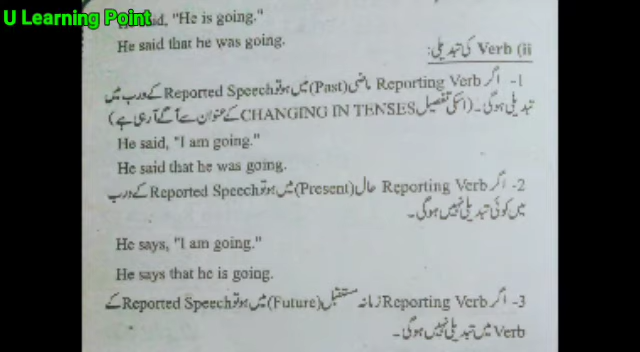 U Learning Point
said, "He is going."
He said that he was going.
ii) Verb کی تبدیلی:
1- اگر Reporting Verb ماضی (Past) میں ہو تو Reported Speech کے ورب میں
تبدیلی ہوگی۔ (اسکی تفصیل CHANGING IN TENSES کے عنوان سے آگے آرہی ہے)
He said, "I am going."
He said that he was going.
2- اگر Reporting Verb حال (Present) میں ہو تو Reported Speech کے ورب
میں کوئی تبدیلی نہیں ہوگی۔
He says, "I am going."
He says that he is going.
3- اگر Reporting Verb زمانہ مستقبل (Future) میں ہو تو Reported Speech کے
Verb میں تبدیلی نہیں ہوگی۔